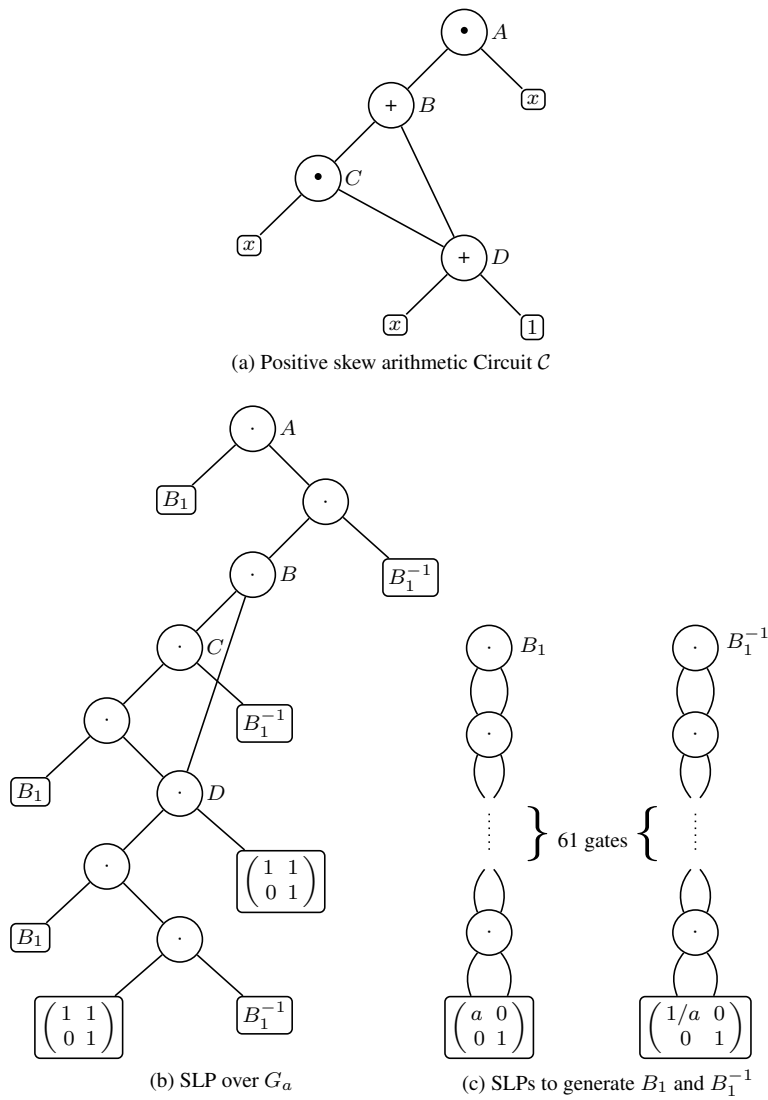 • A
+ B
x
• C
x
+ D
x
1
(a) Positive skew arithmetic Circuit 𝒞
· A
B₁
·
· B
B₁⁻¹
· C
· B₁
· B₁⁻¹
·
B₁⁻¹
·
B₁
· D
·
·
·
( 1 1 )
( 0 1 )
61 gates
·
B₁
·
·
( 1 1 )
( 0 1 )
B₁⁻¹
( a 0 )
( 0 1 )
( 1/a 0 )
( 0 1 )
(b) SLP over Gₐ
(c) SLPs to generate B₁ and B₁⁻¹